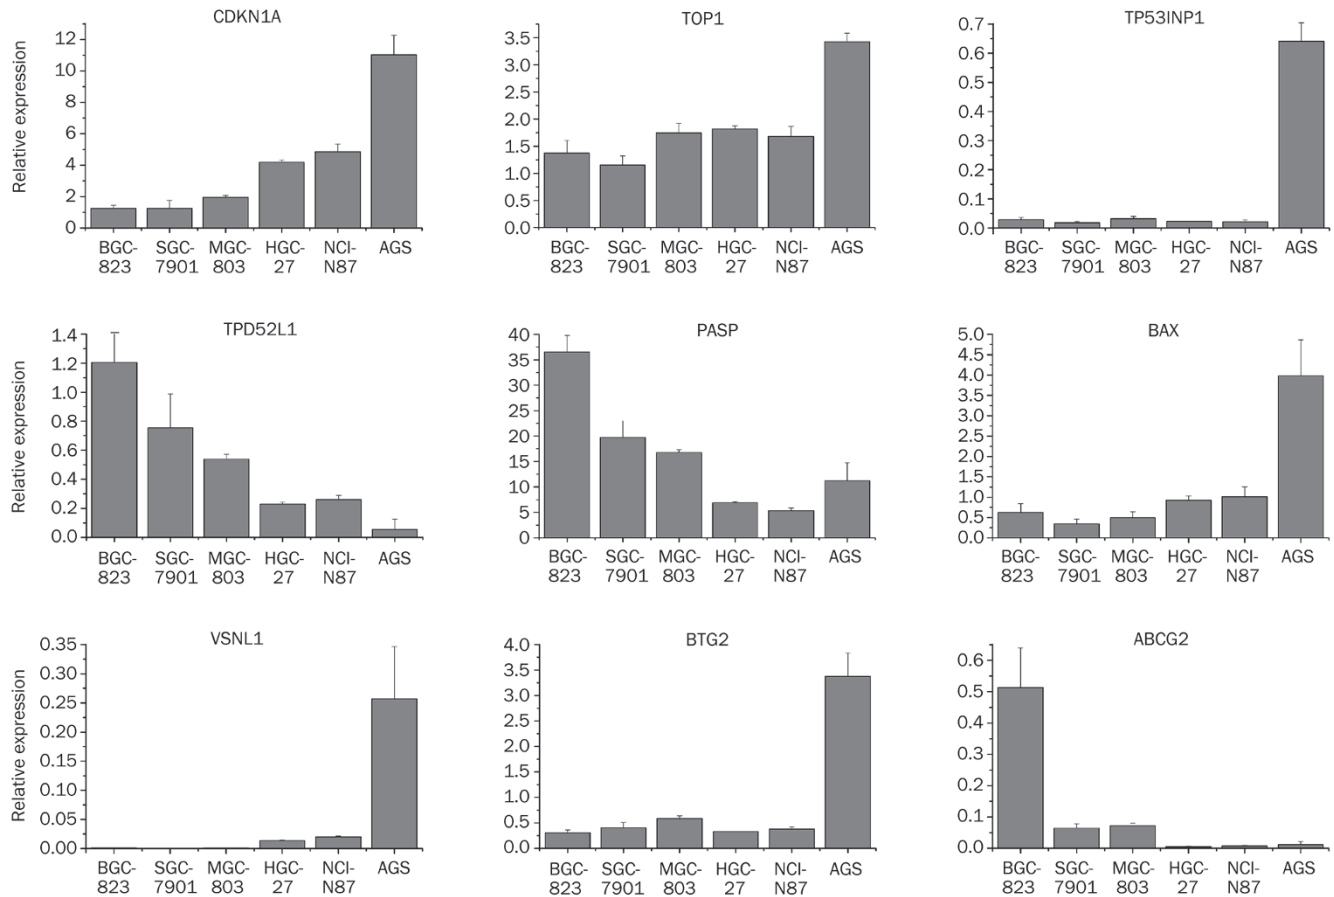 CDKN1A
Relative expression
12
10
8
6
4
2
0
BGC-
823
SGC-
7901
MGC-
803
HGC-
27
NCI-
N87
AGS
TOP1
3.5
3.0
2.5
2.0
1.5
1.0
0.5
0.0
BGC-
823
SGC-
7901
MGC-
803
HGC-
27
NCI-
N87
AGS
TP53INP1
0.7
0.6
0.5
0.4
0.3
0.2
0.1
0.0
BGC-
823
SGC-
7901
MGC-
803
HGC-
27
NCI-
N87
AGS
TPD52L1
Relative expression
1.4
1.2
1.0
0.8
0.6
0.4
0.2
0.0
BGC-
823
SGC-
7901
MGC-
803
HGC-
27
NCI-
N87
AGS
PASP
40
35
30
25
20
15
10
5
0
BGC-
823
SGC-
7901
MGC-
803
HGC-
27
NCI-
N87
AGS
BAX
5.0
4.5
4.0
3.5
3.0
2.5
2.0
1.5
1.0
0.5
0.0
BGC-
823
SGC-
7901
MGC-
803
HGC-
27
NCI-
N87
AGS
VSNL1
Relative expression
0.35
0.30
0.25
0.20
0.15
0.10
0.05
0.00
BGC-
823
SGC-
7901
MGC-
803
HGC-
27
NCI-
N87
AGS
BTG2
4.0
3.5
3.0
2.5
2.0
1.5
1.0
0.5
0.0
BGC-
823
SGC-
7901
MGC-
803
HGC-
27
NCI-
N87
AGS
ABCG2
0.6
0.5
0.4
0.3
0.2
0.1
0.0
BGC-
823
SGC-
7901
MGC-
803
HGC-
27
NCI-
N87
AGS